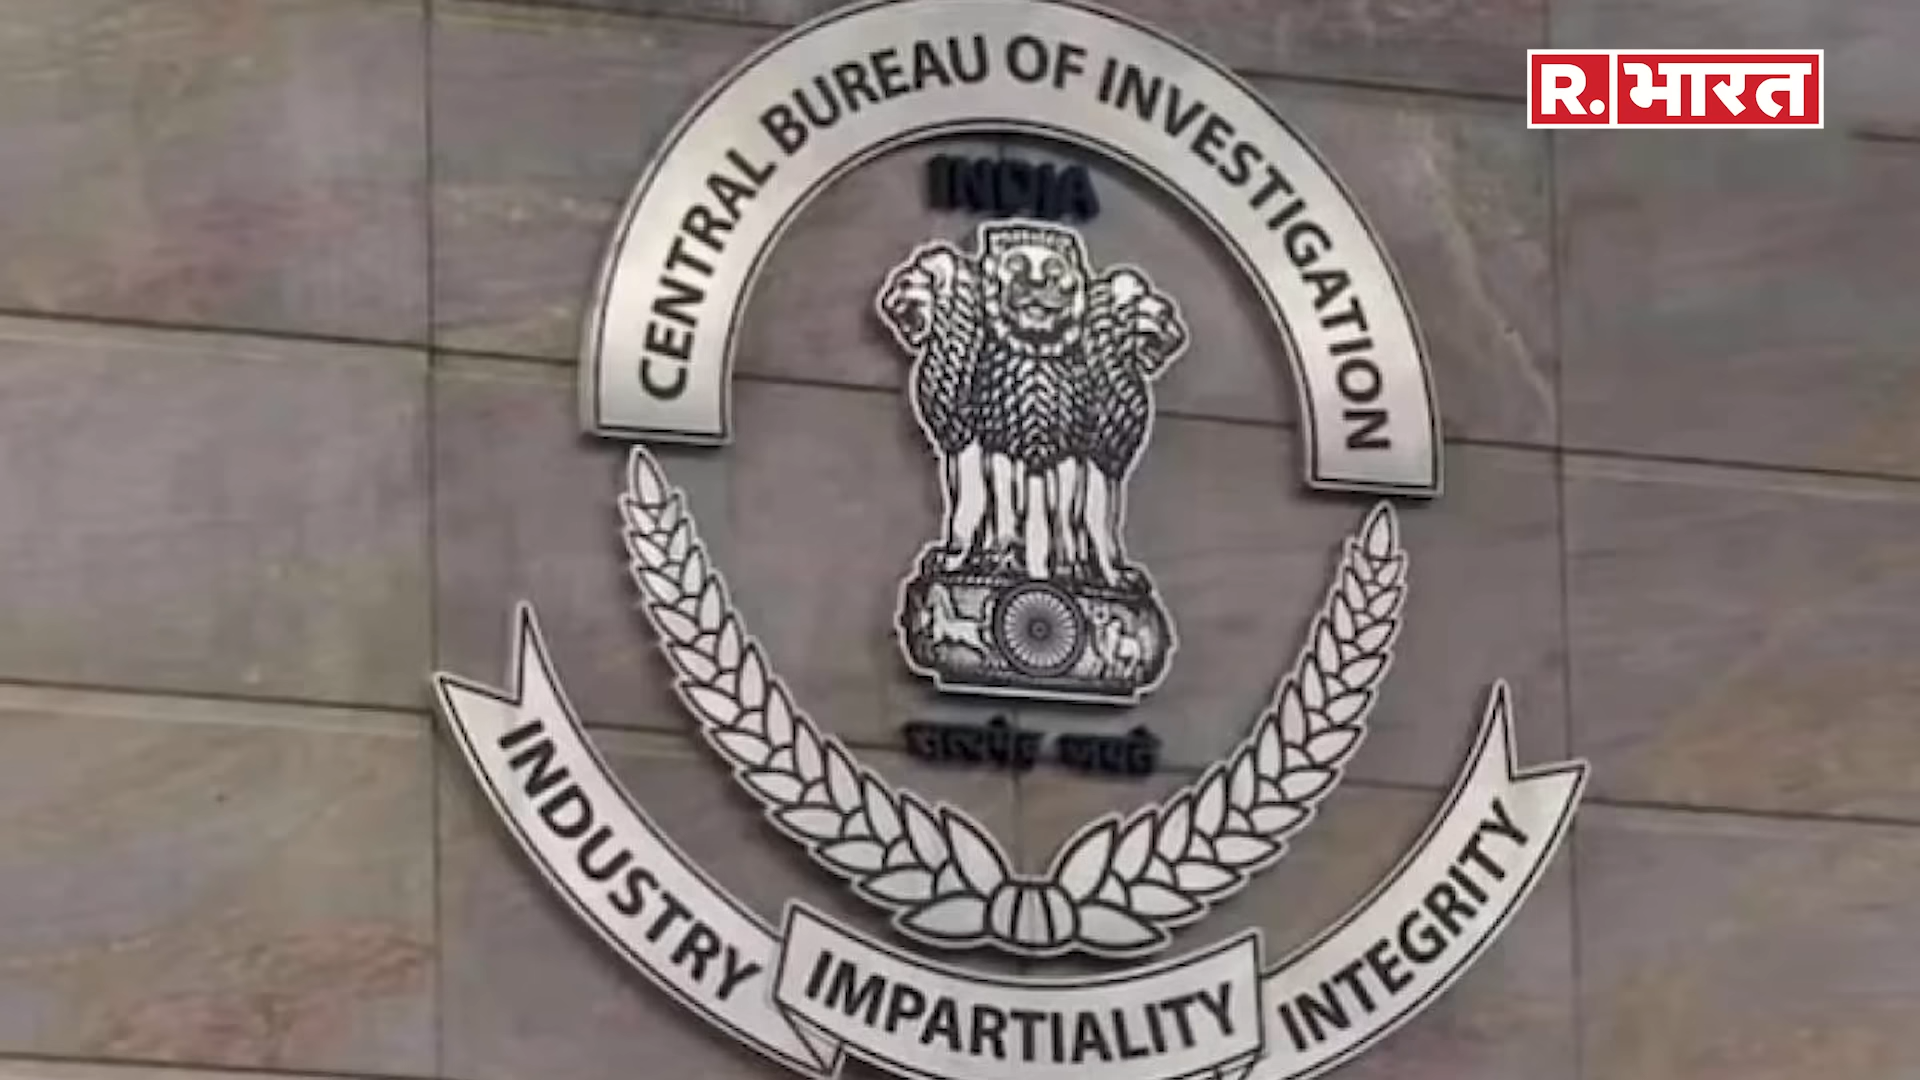 R.भारत
CENTRAL BUREAU OF INVESTIGATION
INDIA
INDUSTRY
IMPARTIALITY
INTEGRITY